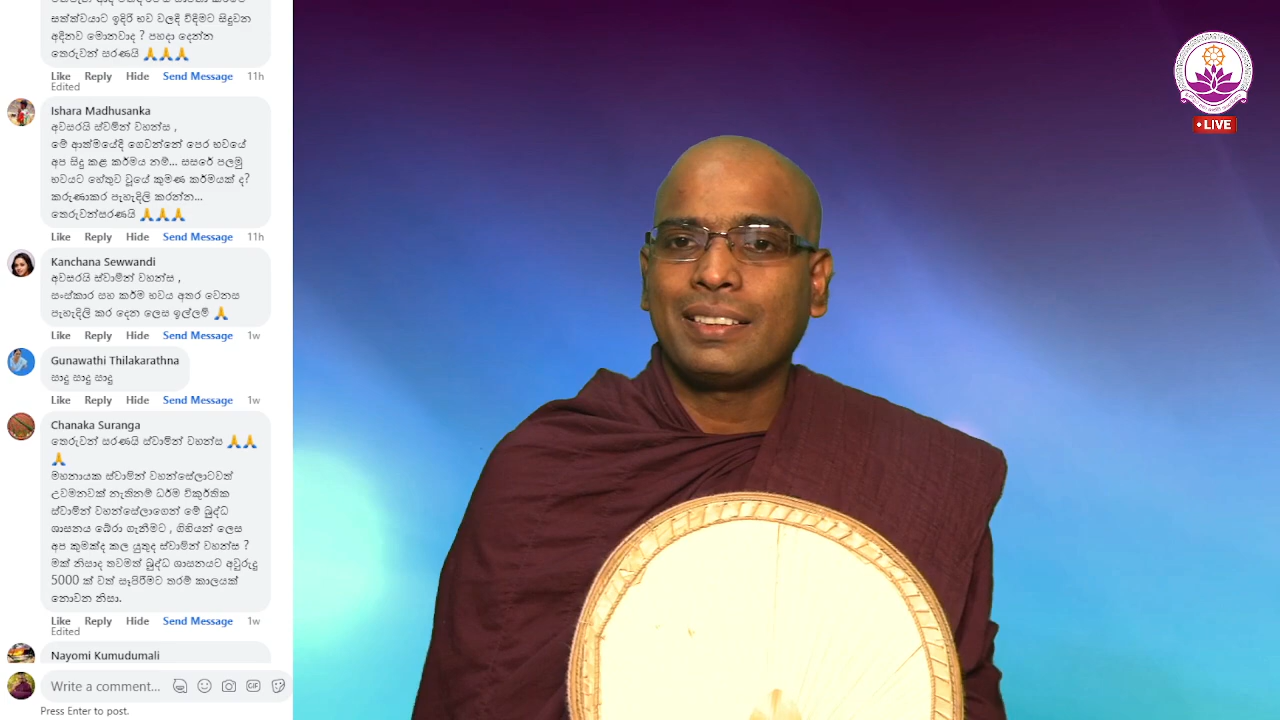 සත්ත්වයාට ඉදිරි භව වලදී විඳීමට සිදුවන
අදීනව මොනවාද ? පහදා දෙන්න
තෙරුවන් සරණයි 🙏🙏🙏
Like Reply Hide Send Message 11h
Edited
Ishara Madhusanka
අවසරයි ස්වමින් වහන්ස ,
මේ ආත්මයේදී ගෙවන්නේ පෙර භවයේ
අප සිදු කළ කර්මය නම්... සසරේ පලමු
භවයට හේතුව වූයේ කුමණ කර්මයක් ද?
කරුණාකර පැහැදිලි කරන්න...
තෙරුවන්සරණයි 🙏🙏🙏
Like Reply Hide Send Message 11h
Kanchana Sewwandi
අවසරයි ස්වාමින් වහන්ස ,
සංස්කාර සහ කර්ම භවය අතර වෙනස
පැහැදිලි කර දෙන ලෙස ඉල්ලමි 🙏
Like Reply Hide Send Message 1w
Gunawathi Thilakarathna
සාදු සාදු සාදු
Like Reply Hide Send Message 1w
Chanaka Suranga
තෙරුවන් සරණයි ස්වාමින් වහන්ස 🙏🙏
🙏
මහනායක ස්වාමින් වහන්සේලාවවත්
උවමනවක් නැතිනම් ධර්ම විකුර්තික
ස්වාමින් වහන්සේලාගෙන් මේ බුද්ධ
ශාසනය බේරා ගැනීමට , ගිහියන් ලෙස
අප කුමක්ද කල යුතුද ස්වාමින් වහන්ස ?
මක් නිසාද තවමත් බුද්ධ ශාසනයට අවුරුදු
5000 ක් වත් සැපිරීමට තරම් කාලයක්
නොවන නිසා.
Like Reply Hide Send Message 1w
Edited
Nayomi Kumudumali
Write a comment...
Press Enter to post.
• LIVE